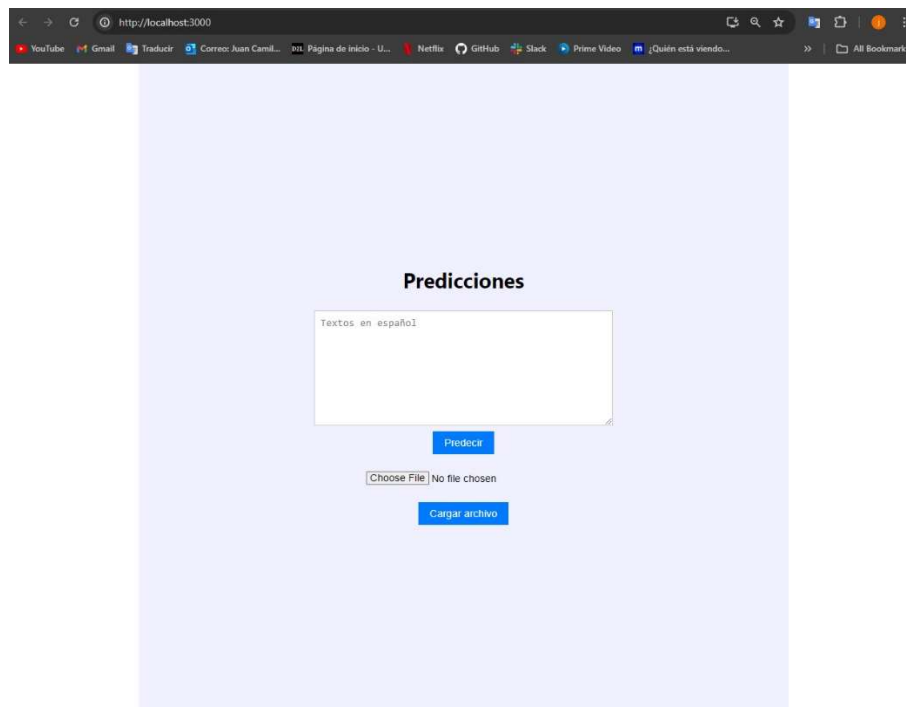 http://localhost:3000
YouTube Gmail Traducir Correo: Juan Camil... Página de inicio - U... Netflix GitHub Slack Prime Video ¿Quién está viendo... » All Bookmark
Predicciones
Textos en español
Predecir
Choose File No file chosen
Cargar archivo